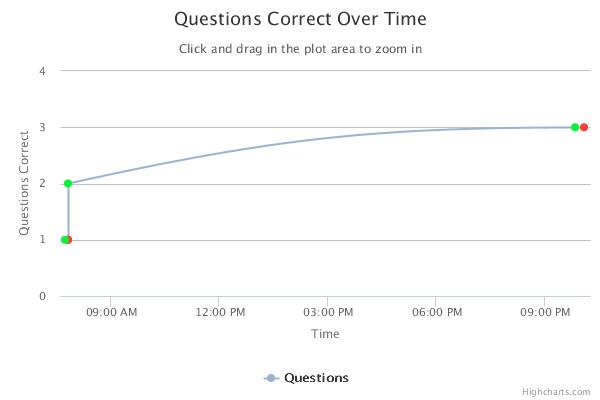 Questions Correct Over Time
Click and drag in the plot area to zoom in
Questions Correct
4
3
2
1
0
09:00 AM 12:00 PM 03:00 PM 06:00 PM 09:00 PM
Time
Questions
Highcharts.com